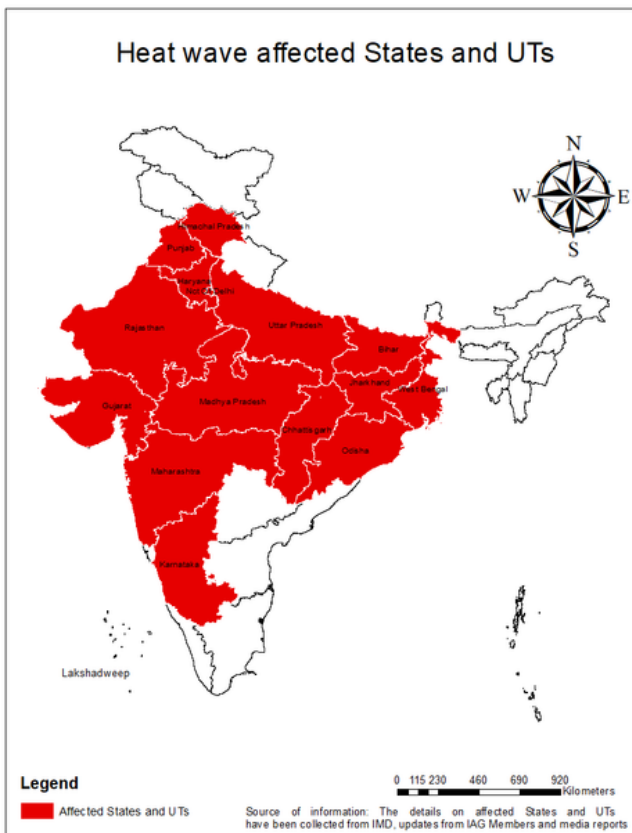 Heat wave affected States and UTs
N
W
E
S
Himachal Pradesh
Punjab
Haryana
Delhi
Rajasthan
Uttar Pradesh
Bihar
Jharkhand
West Bengal
Gujarat
Madhya Pradesh
Chhattisgarh
Odisha
Maharashtra
Karnataka
Lakshadweep
Legend
Affected States and UTs
0 115 230 460 690 920
Kilometers
Source of information: The details on affected States and UTs
have been collected from IMD, updates from IAG Members and media reports